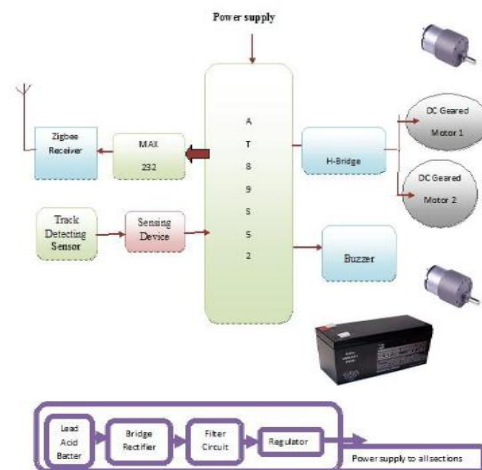 Power supply
Zigbee
Receiver
MAX
232
A
T
8
9
S
5
2
H-Bridge
DC Geared
Motor 1
DC Geared
Motor 2
Track
Detecting
Sensor
Sensing
Device
Buzzer
Lead
Acid
Batter
Bridge
Rectifier
Filter
Circuit
Regulator
Power supply to all sections